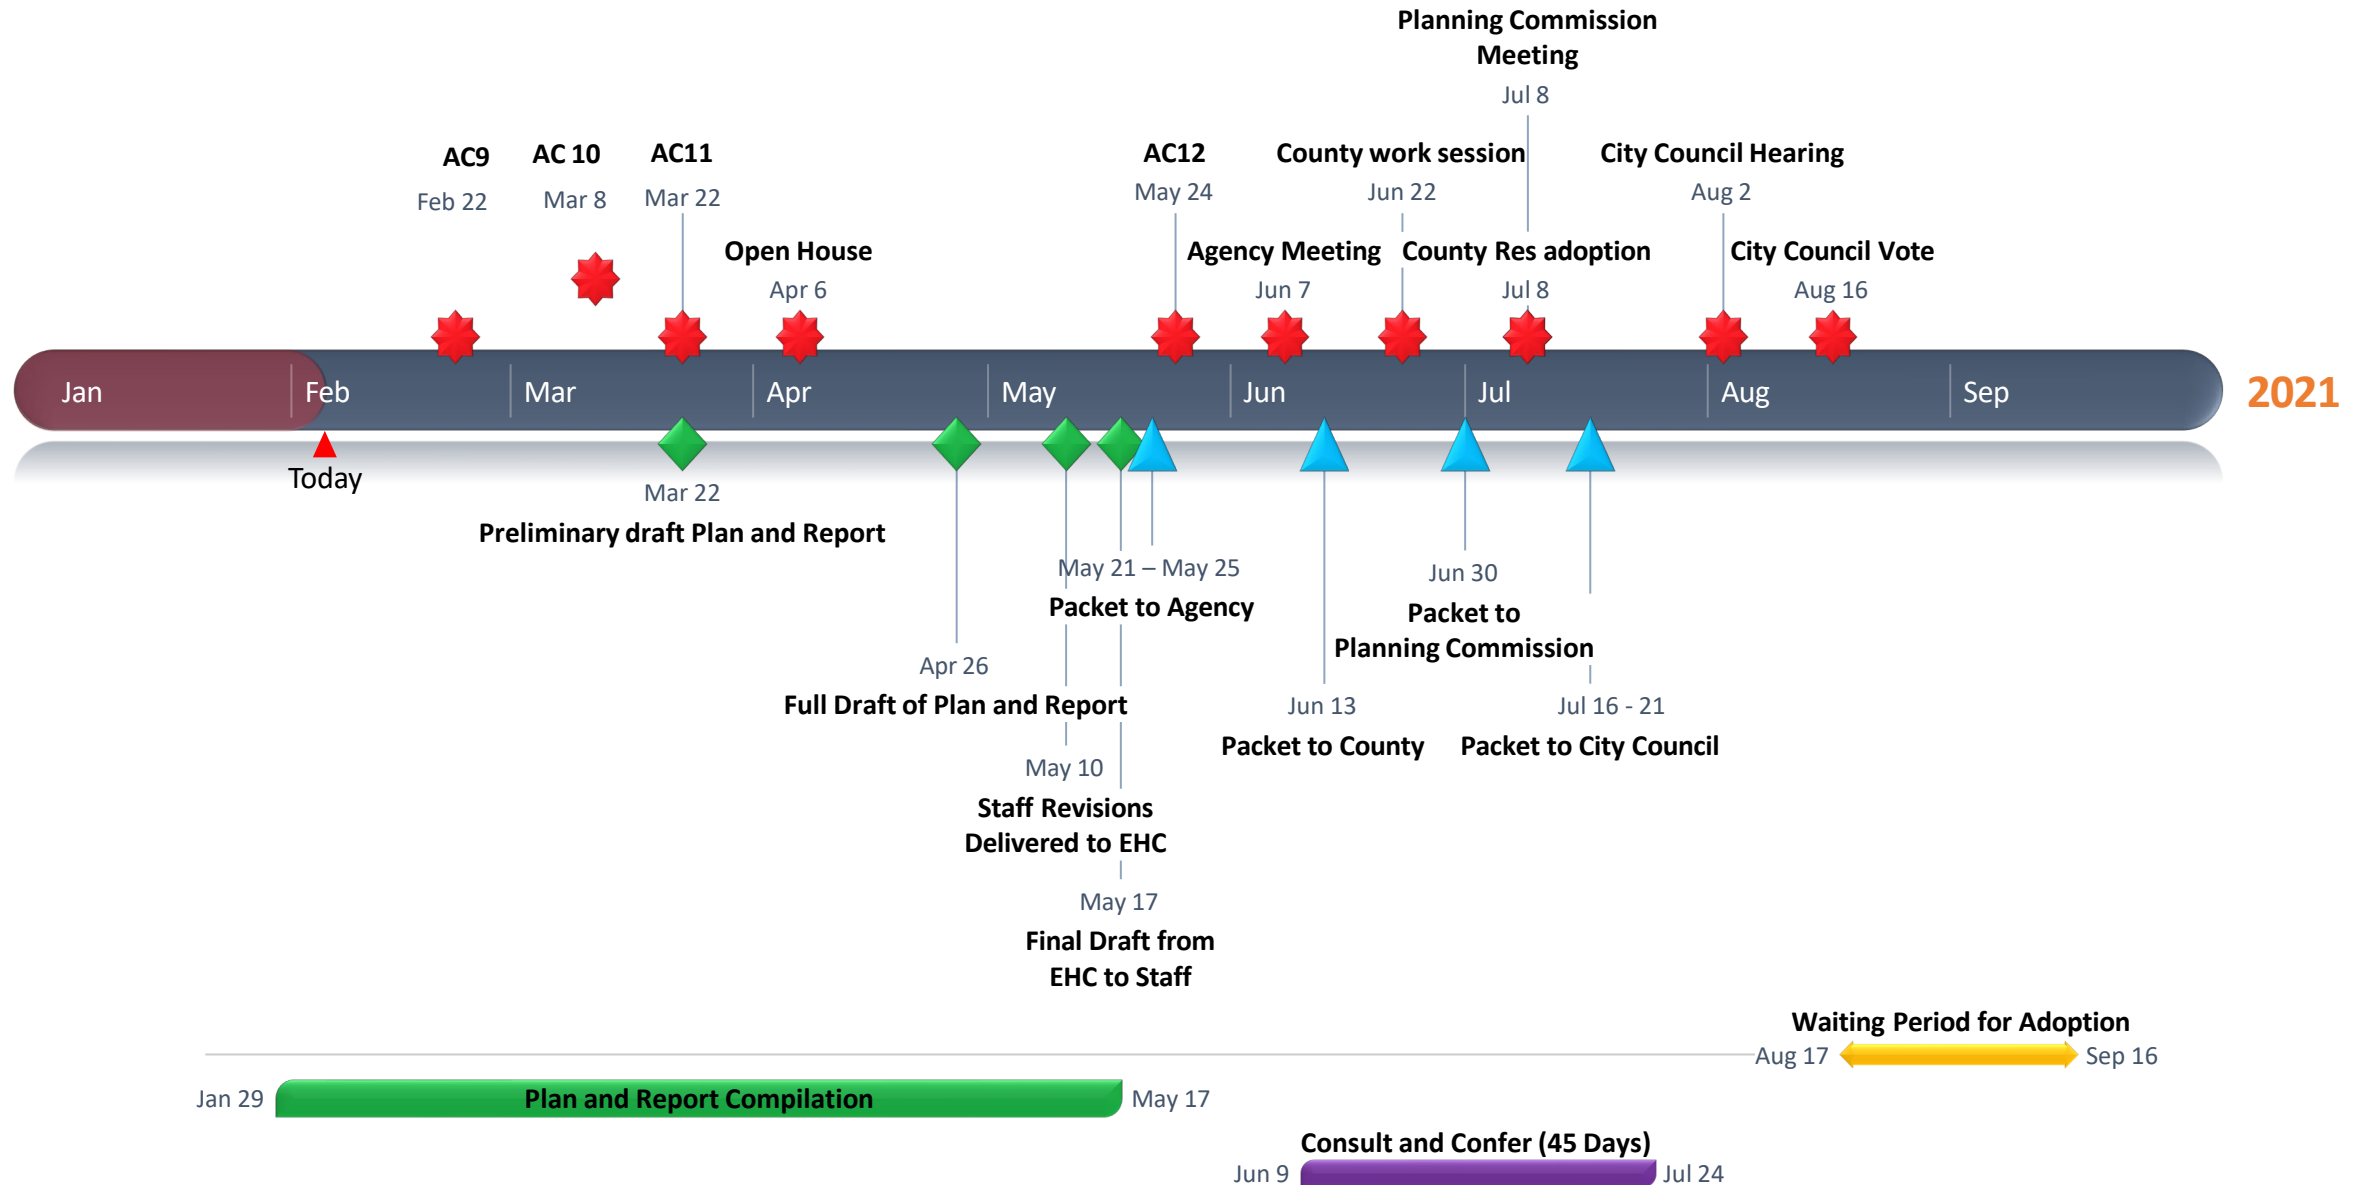 Planning Commission
Meeting
Jul 8
AC9
Feb 22
AC 10
Mar 8
AC11
Mar 22
Open House
Apr 6
AC12
May 24
Agency Meeting
Jun 7
County work session
Jun 22
County Res adoption
Jul 8
City Council Hearing
Aug 2
City Council Vote
Aug 16
Jan
Feb
Mar
Apr
May
Jun
Jul
Aug
Sep
2021
Today
Mar 22
Preliminary draft Plan and Report
Apr 26
Full Draft of Plan and Report
May 10
Staff Revisions
Delivered to EHC
May 17
Final Draft from
EHC to Staff
May 21 – May 25
Packet to Agency
Jun 13
Packet to County
Jun 30
Packet to
Planning Commission
Jul 16 - 21
Packet to City Council
Waiting Period for Adoption
Aug 17
Sep 16
Jan 29
Plan and Report Compilation
May 17
Consult and Confer (45 Days)
Jun 9
Jul 24